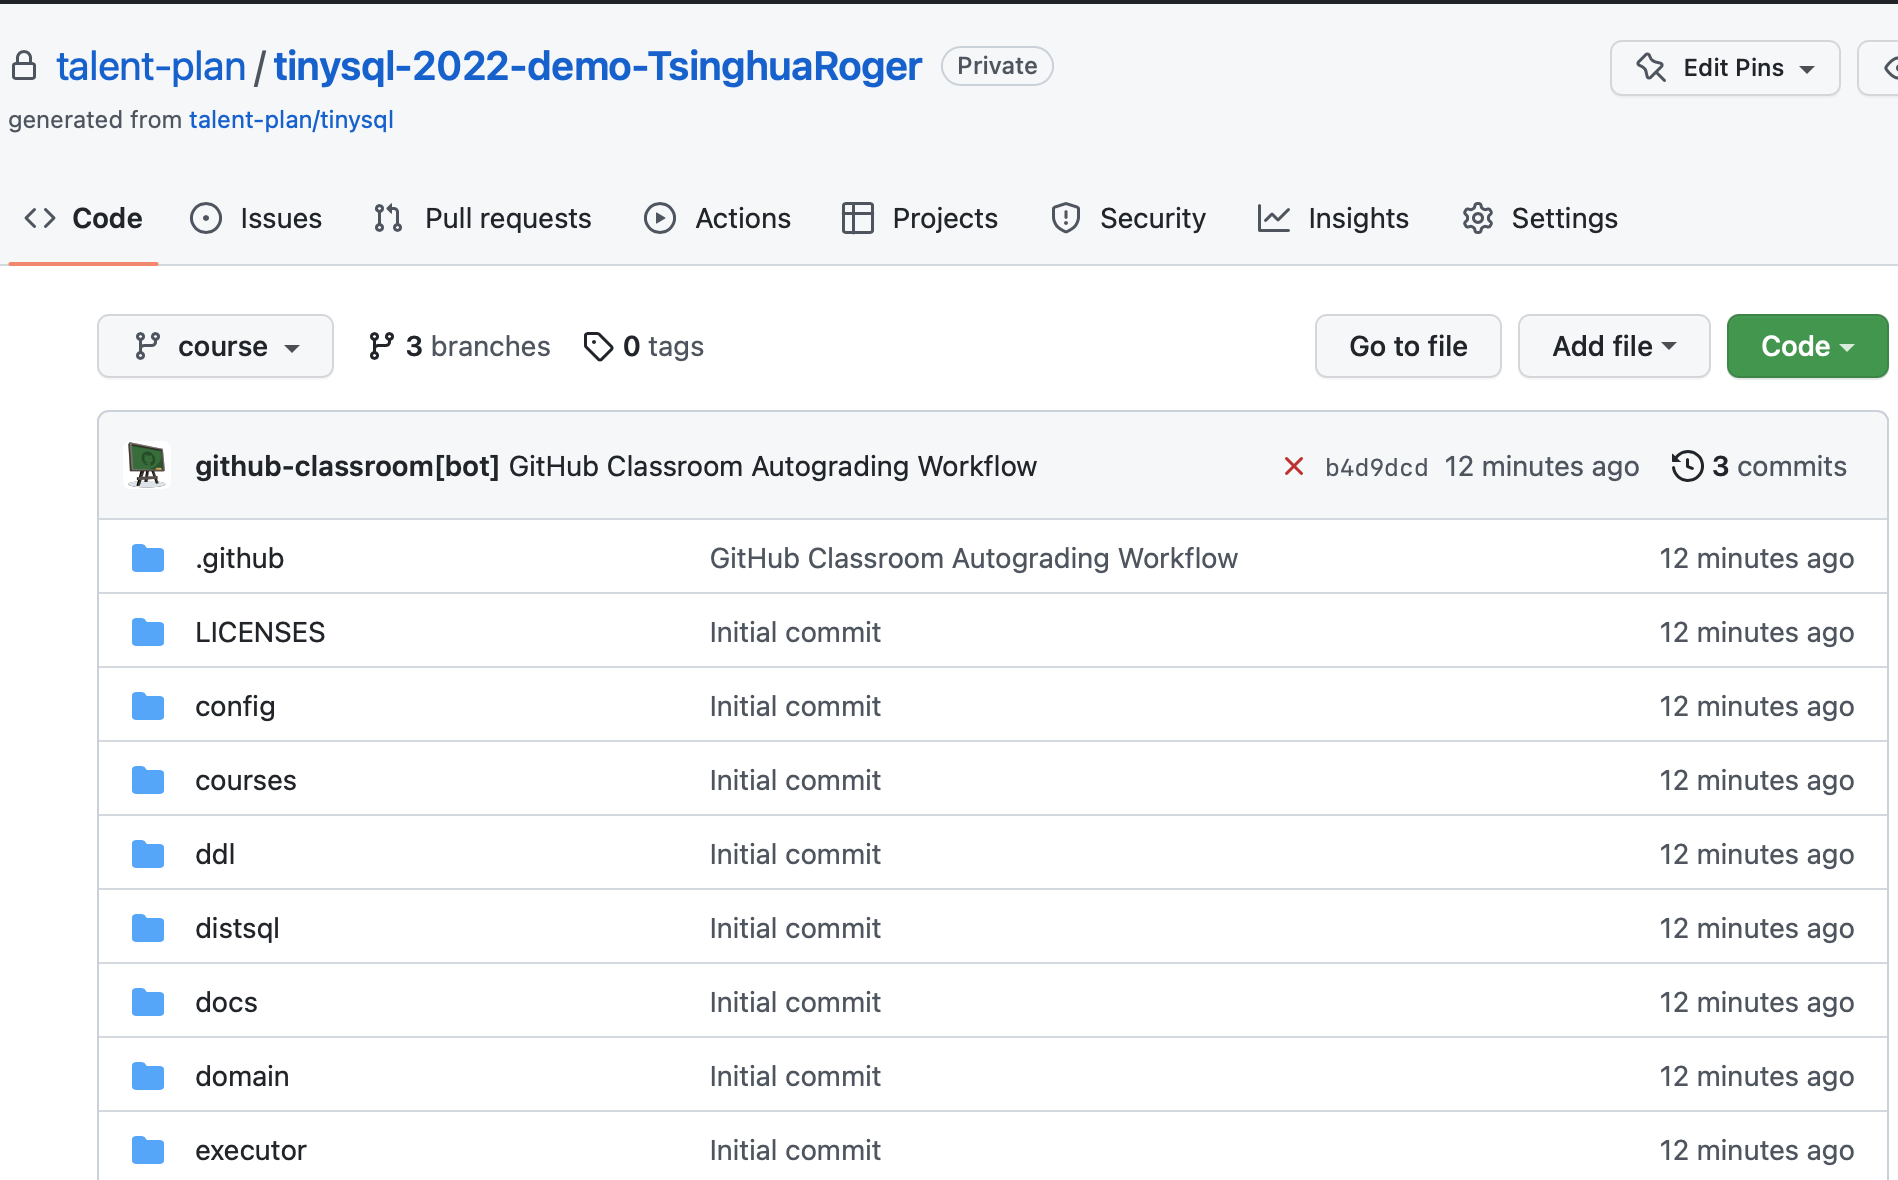 talent-plan / tinysql-2022-demo-TsinghuaRoger Private Edit Pins
generated from talent-plan/tinysql
Code Issues Pull requests Actions Projects Security Insights Settings
course 3 branches 0 tags Go to file Add file Code
github-classroom[bot] GitHub Classroom Autograding Workflow b4d9dcd 12 minutes ago 3 commits
.github GitHub Classroom Autograding Workflow 12 minutes ago
LICENSES Initial commit 12 minutes ago
config Initial commit 12 minutes ago
courses Initial commit 12 minutes ago
ddl Initial commit 12 minutes ago
distsql Initial commit 12 minutes ago
docs Initial commit 12 minutes ago
domain Initial commit 12 minutes ago
executor Initial commit 12 minutes ago